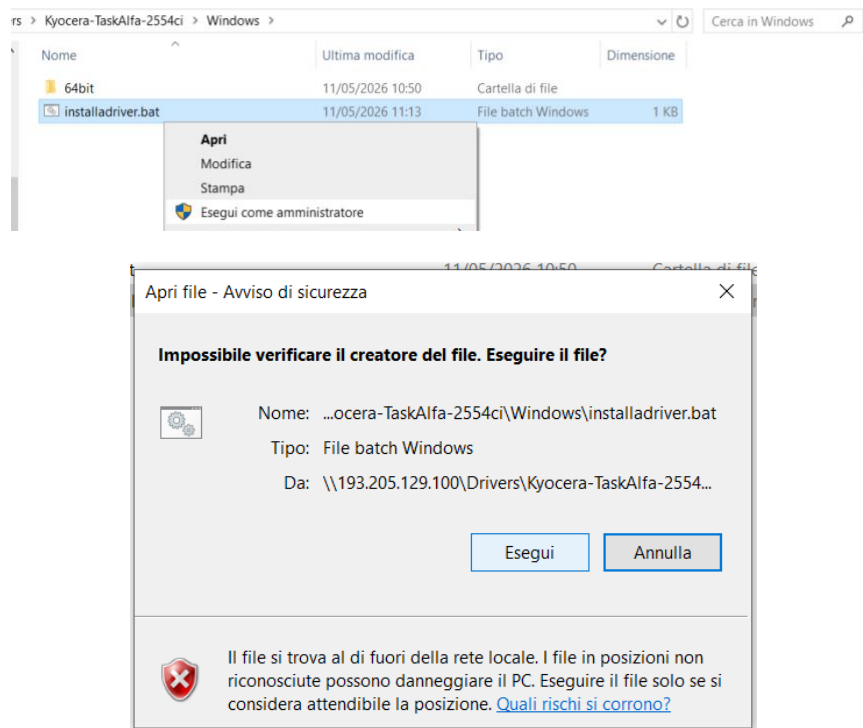 rs > Kyocera-TaskAlfa-2554ci > Windows >
Cerca in Windows
Nome Ultima modifica Tipo Dimensione
64bit 11/05/2026 10:50 Cartella di file
installadriver.bat 11/05/2026 11:13 File batch Windows 1 KB
Apri
Modifica
Stampa
Esegui come amministratore
11/05/2026 10:50 Cartella di file
Apri file - Avviso di sicurezza
Impossibile verificare il creatore del file. Eseguire il file?
Nome: ...ocera-TaskAlfa-2554ci\Windows\installadriver.bat
Tipo: File batch Windows
Da: \\193.205.129.100\Drivers\Kyocera-TaskAlfa-2554...
Esegui Annulla
Il file si trova al di fuori della rete locale. I file in posizioni non
riconosciute possono danneggiare il PC. Eseguire il file solo se si
considera attendibile la posizione. Quali rischi si corrono?